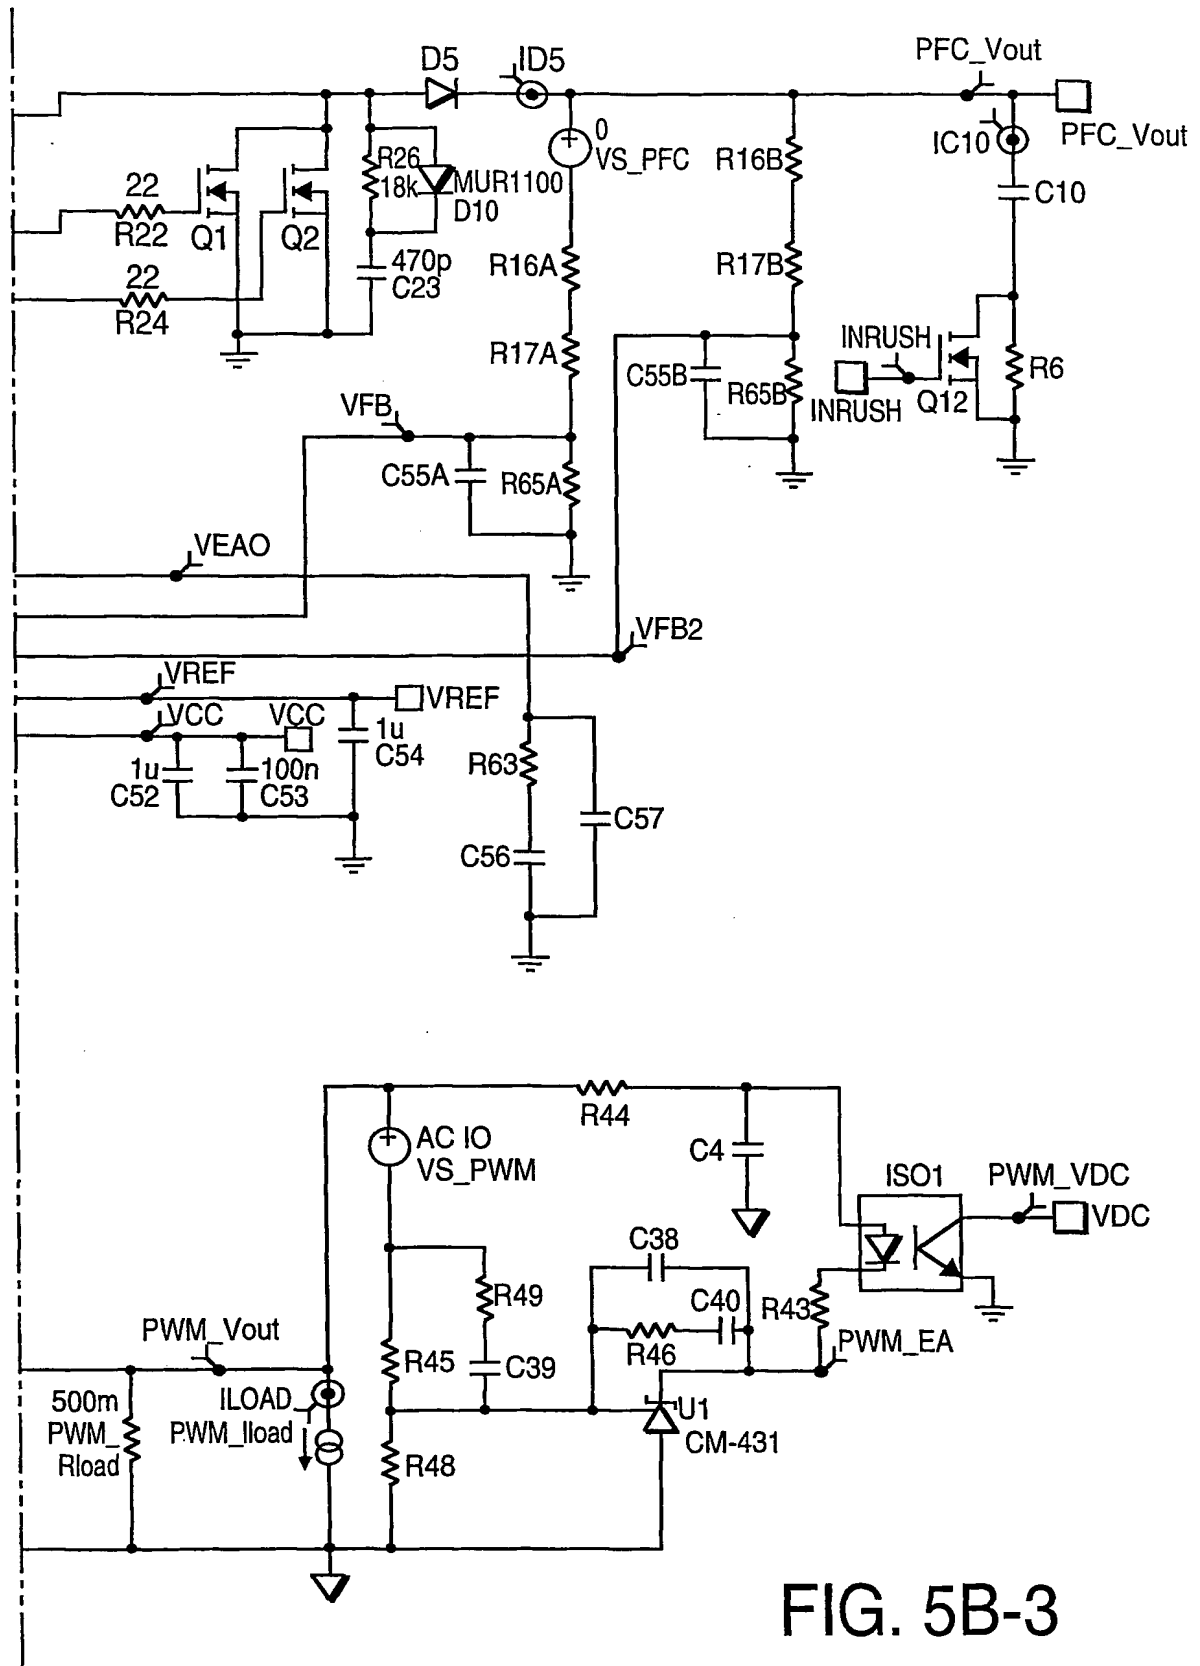 D5
ID5
PFC_Vout
PFC_Vout
IC10
C10
0
VS_PFC
R16B
R26
18k
MUR1100
D10
22
R22
Q1
Q2
22
R24
470p
C23
R16A
R17B
R17A
C55B
R65B
INRUSH
INRUSH
Q12
R6
VFB
C55A
R65A
VEAO
VFB2
VREF
VREF
VCC
VCC
1u
C54
1u
C52
100n
C53
R63
C56
C57
R44
AC IO
VS_PWM
C4
ISO1
PWM_VDC
VDC
C38
R49
C40
R43
R46
PWM_EA
PWM_Vout
R45
C39
500m
PWM_
Rload
ILOAD
PWM_Iload
U1
CM-431
R48
FIG. 5B-3